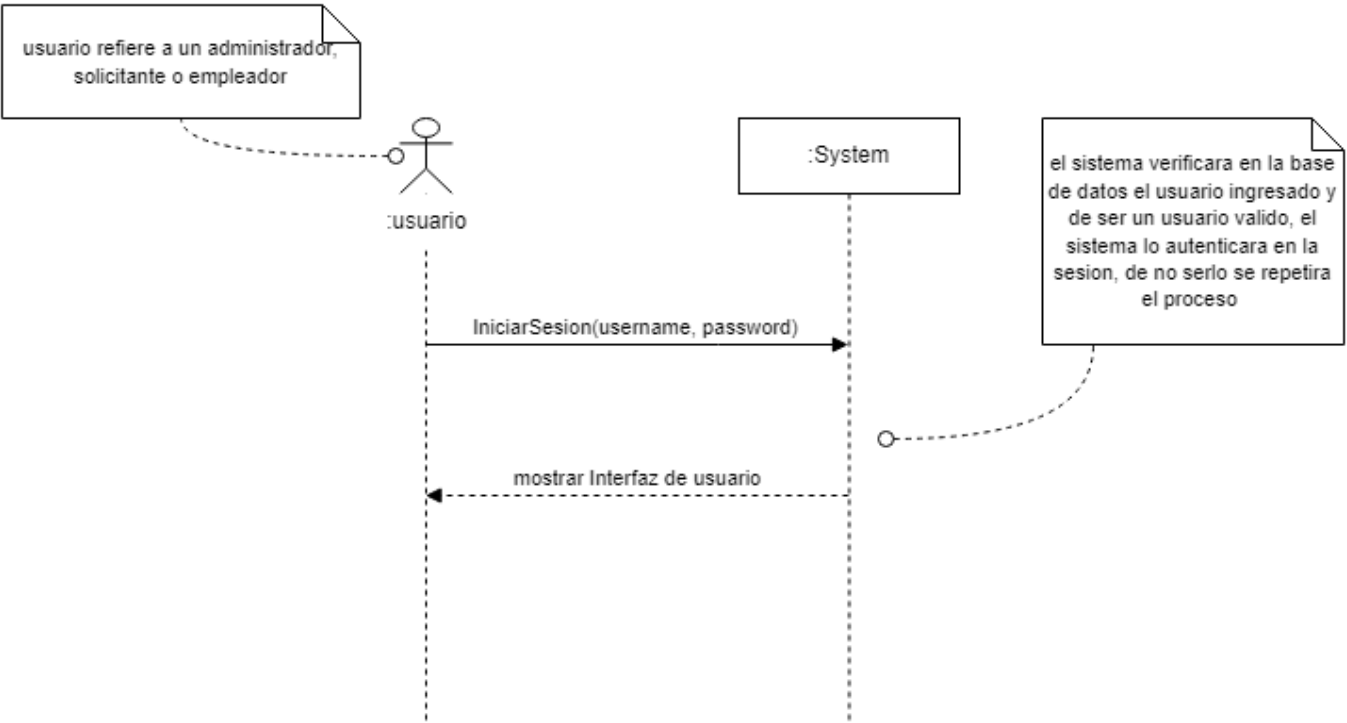 usuario refiere a un administrador,
solicitante o empleador
:usuario
:System
el sistema verificara en la base
de datos el usuario ingresado y
de ser un usuario valido, el
sistema lo autenticara en la
sesion, de no serlo se repetira
el proceso
IniciarSesion(username, password)
mostrar Interfaz de usuario